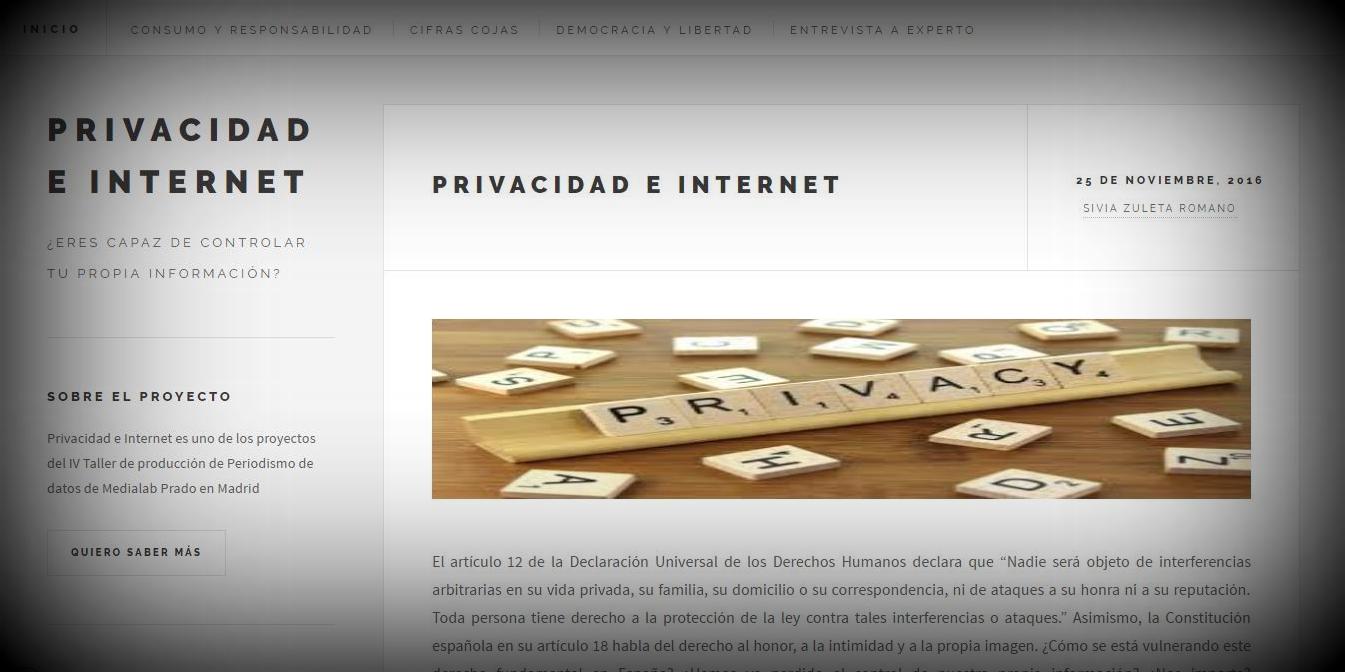 INICIO
CONSUMO Y RESPONSABILIDAD
CIFRAS COJAS
DEMOCRACIA Y LIBERTAD
ENTREVISTA A EXPERTO
PRIVACIDAD
E INTERNET
¿ERES CAPAZ DE CONTROLAR
TU PROPIA INFORMACIÓN?
SOBRE EL PROYECTO
Privacidad e Internet es uno de los proyectos
del IV Taller de producción de Periodismo de
datos de Medialab Prado en Madrid
QUIERO SABER MÁS
PRIVACIDAD E INTERNET
25 DE NOVIEMBRE, 2016
SIVIA ZULETA ROMANO
PRIVACY
El artículo 12 de la Declaración Universal de los Derechos Humanos declara que “Nadie será objeto de interferencias
arbitrarias en su vida privada, su familia, su domicilio o su correspondencia, ni de ataques a su honra ni a su reputación.
Toda persona tiene derecho a la protección de la ley contra tales interferencias o ataques.” Asimismo, la Constitución
española en su artículo 18 habla del derecho al honor, a la intimidad y a la propia imagen. ¿Cómo se está vulnerando este